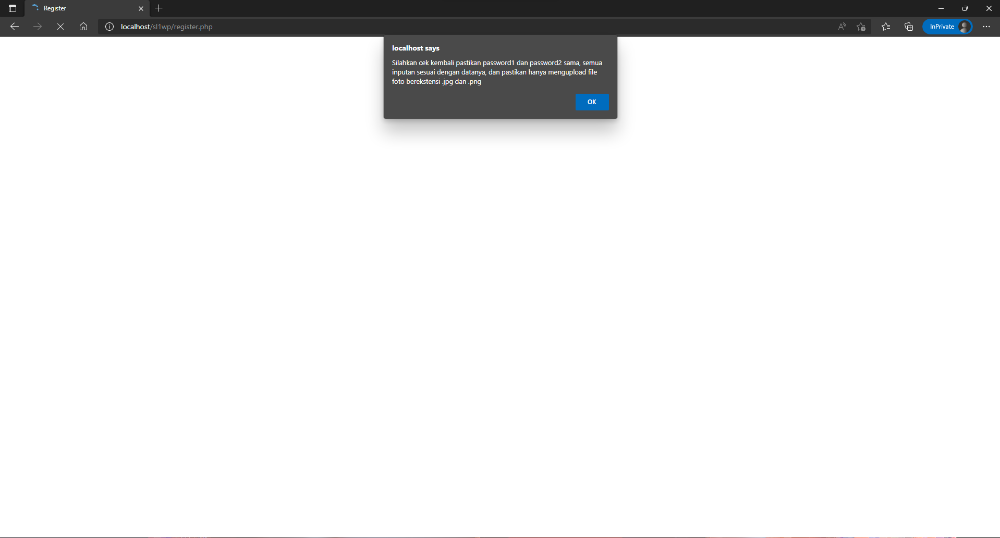 Register
localhost/sl1wp/register.php
InPrivate
localhost says
Silahkan cek kembali pastikan password1 dan password2 sama, semua
inputan sesuai dengan datanya, dan pastikan hanya mengupload file
foto berekstensi .jpg dan .png
OK